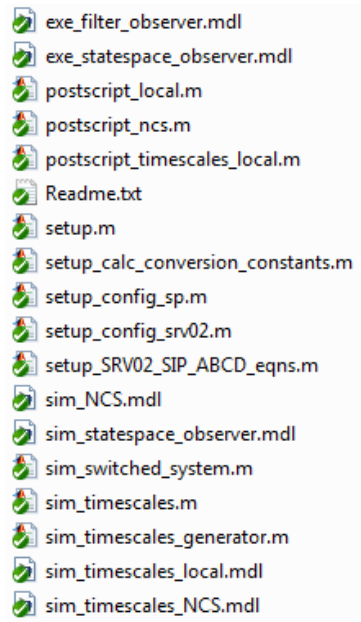 exe_filter_observer.mdl
exe_statespace_observer.mdl
postscript_local.m
postscript_ncs.m
postscript_timescales_local.m
Readme.txt
setup.m
setup_calc_conversion_constants.m
setup_config_sp.m
setup_config_srv02.m
setup_SRV02_SIP_ABCD_eqns.m
sim_NCS.mdl
sim_statespace_observer.mdl
sim_switched_system.m
sim_timescales.m
sim_timescales_generator.m
sim_timescales_local.mdl
sim_timescales_NCS.mdl